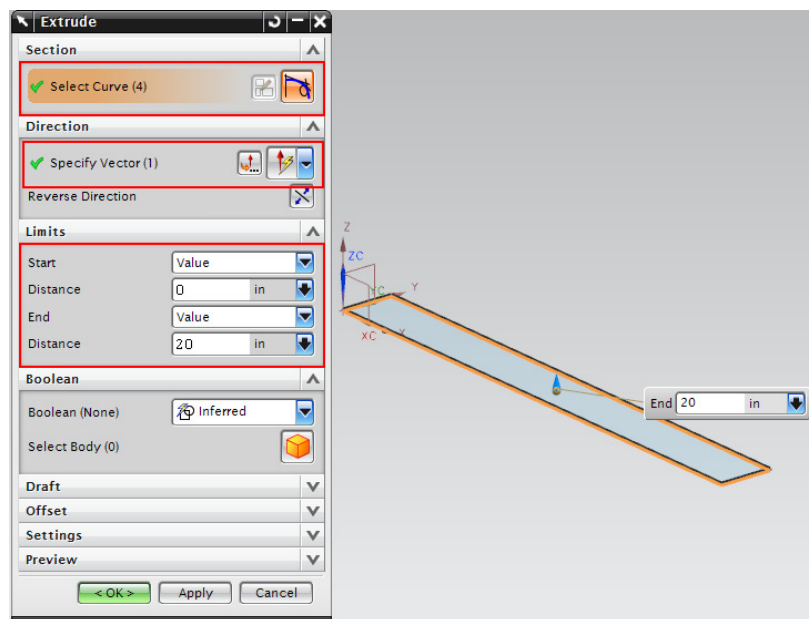 Extrude
Section
Select Curve (4)
Direction
Specify Vector (1)
Reverse Direction
Limits
Start Value
Distance 0 in
End Value
Distance 20 in
Boolean
Boolean (None) Inferred
Select Body (0)
Draft
Offset
Settings
Preview
< OK > Apply Cancel
Z
ZC
YC Y
XC X
End 20 in